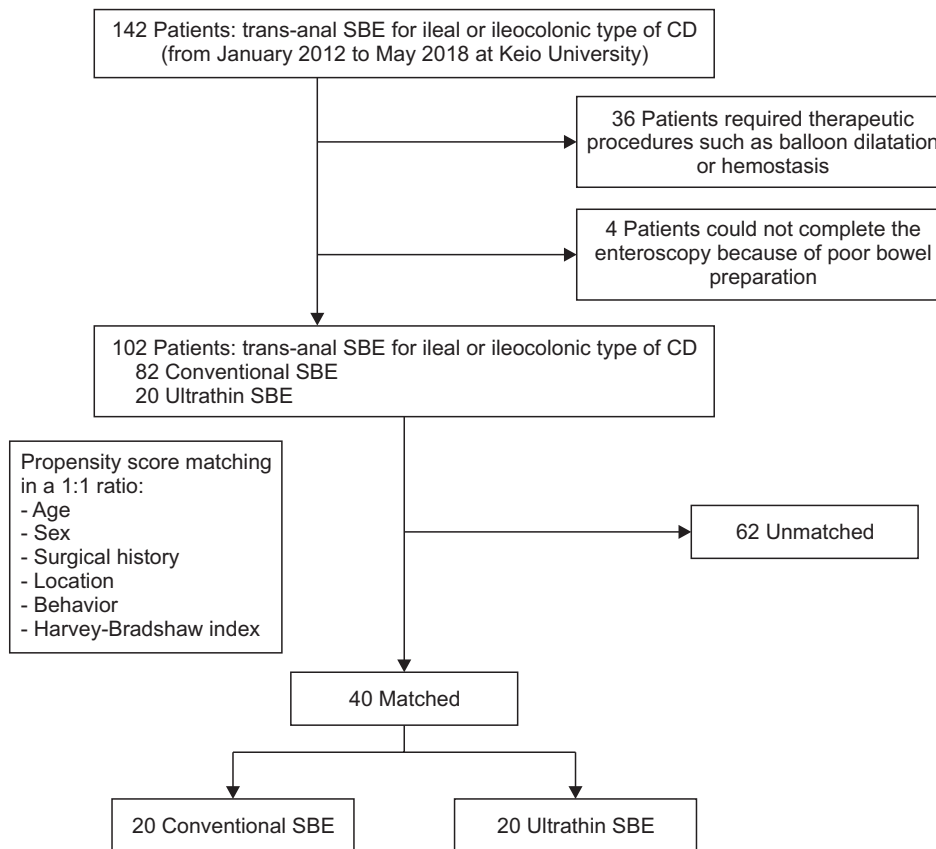 142 Patients: trans-anal SBE for ileal or ileocolonic type of CD
(from January 2012 to May 2018 at Keio University)
36 Patients required therapeutic
procedures such as balloon dilatation
or hemostasis
4 Patients could not complete the
enteroscopy because of poor bowel
preparation
102 Patients: trans-anal SBE for ileal or ileocolonic type of CD
82 Conventional SBE
20 Ultrathin SBE
Propensity score matching
in a 1:1 ratio:
- Age
- Sex
- Surgical history
- Location
- Behavior
- Harvey-Bradshaw index
62 Unmatched
40 Matched
20 Conventional SBE
20 Ultrathin SBE